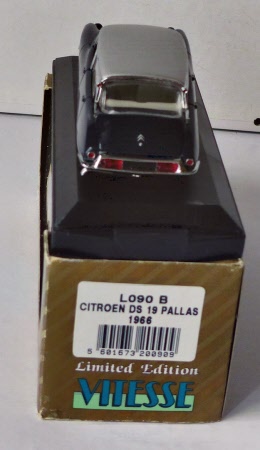 L090 B
CITROEN DS 19 PALLAS
1966
5 601673 200909
Limited Edition
VITESSE